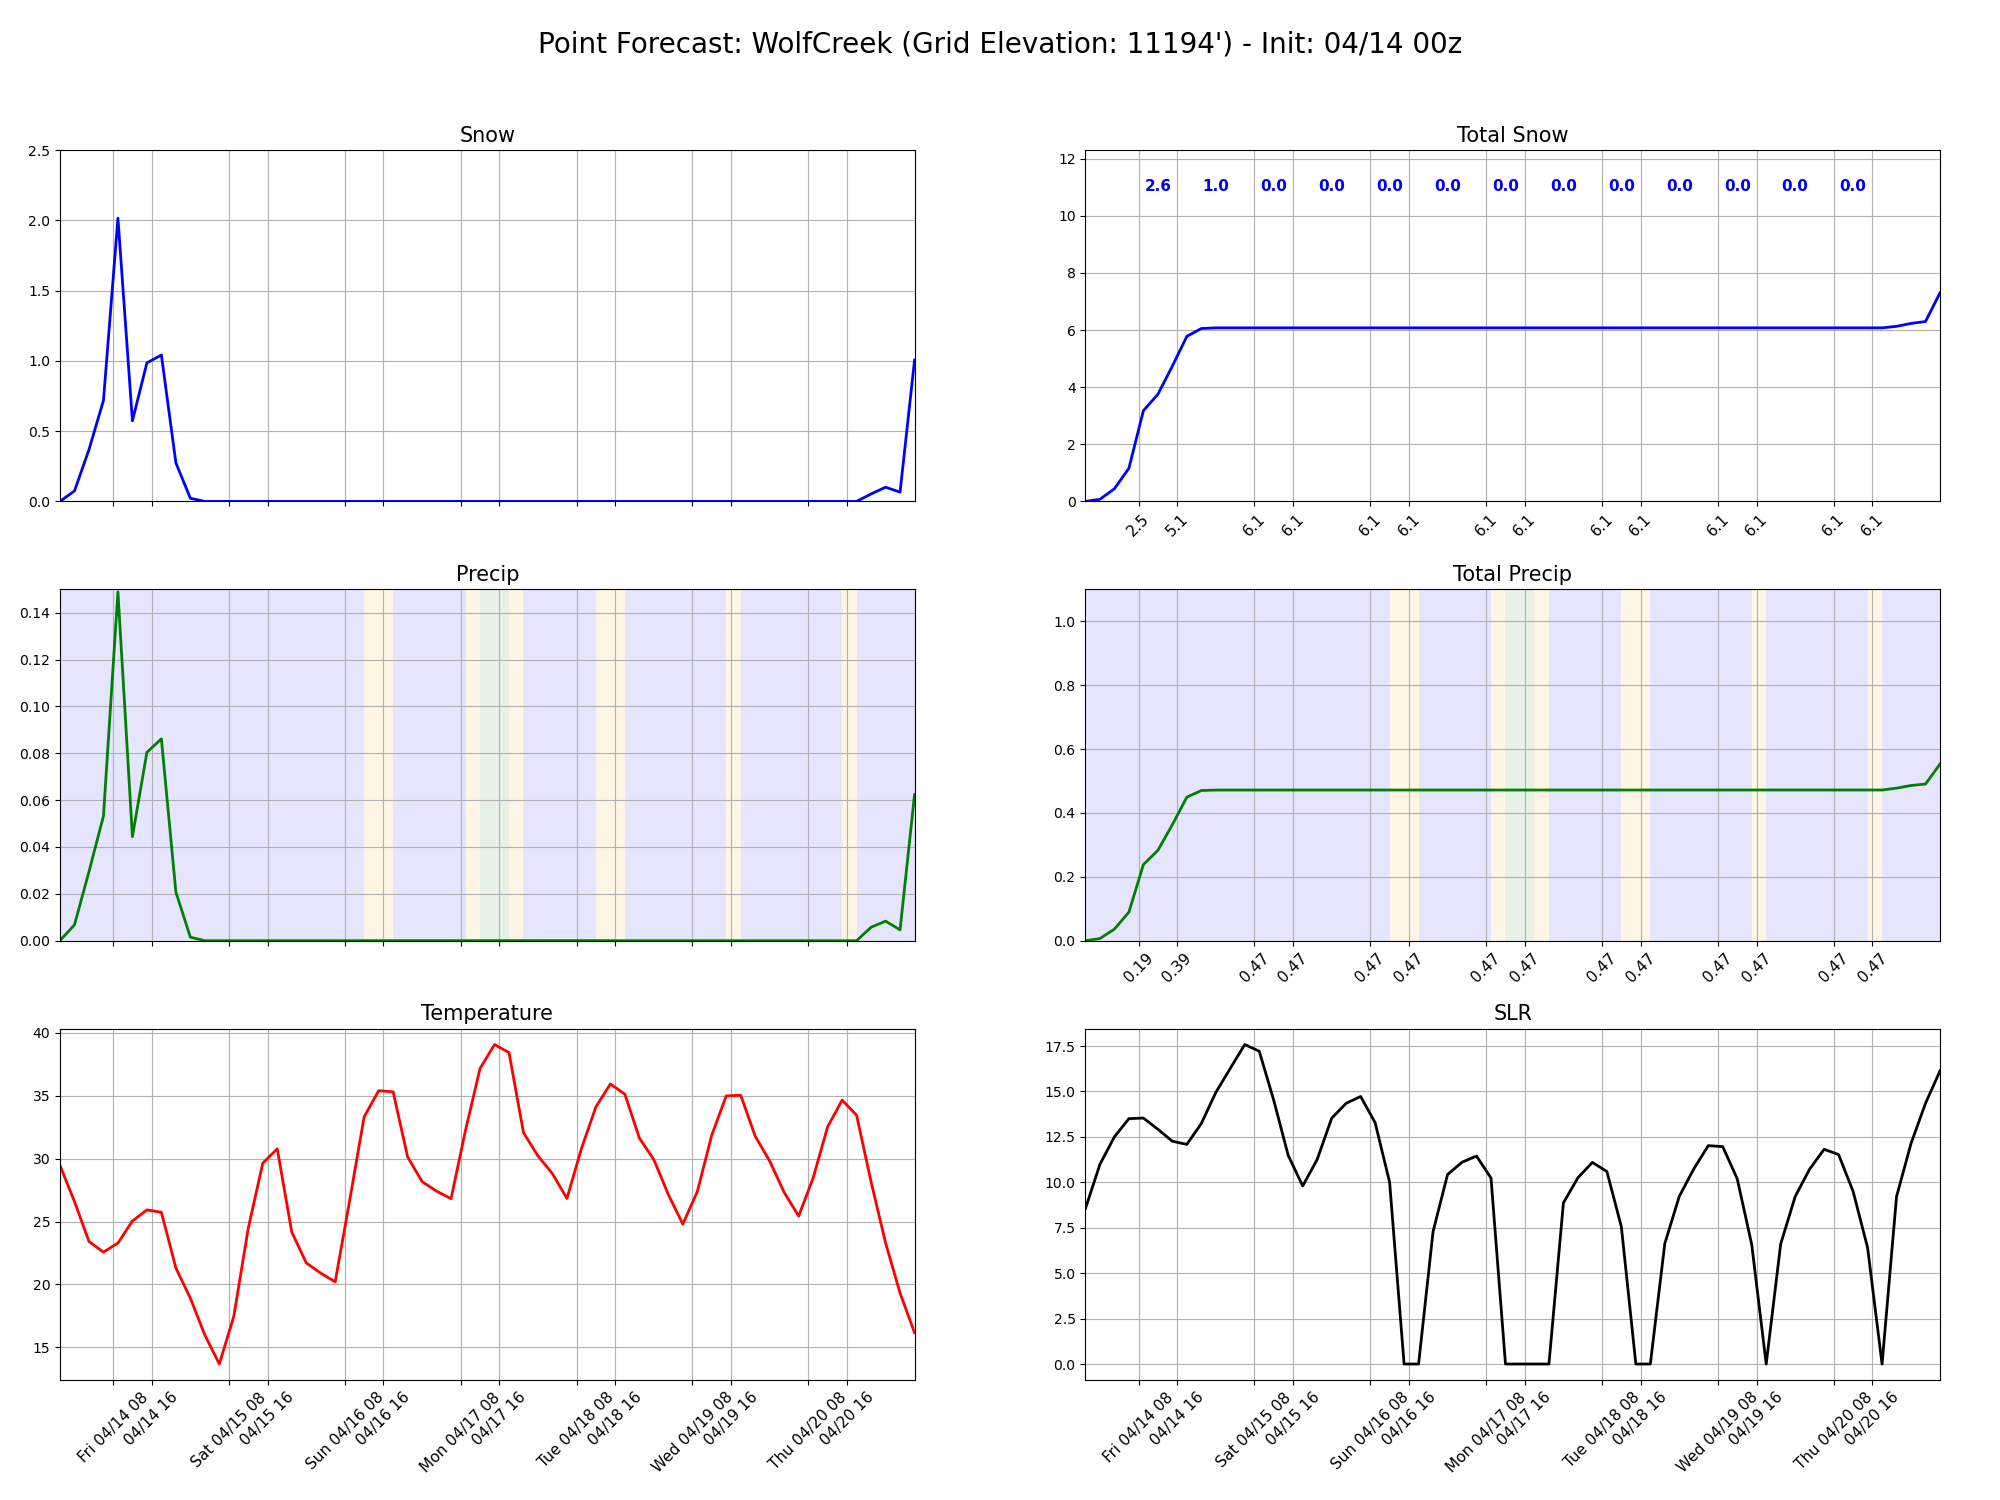 Point Forecast: WolfCreek (Grid Elevation: 11194') - Init: 04/14 00z
Snow
2.5
2.0
1.5
1.0
0.5
0.0
Total Snow
12
10
8
6
4
2
0
2.6 1.0 0.0 0.0 0.0 0.0 0.0 0.0 0.0 0.0 0.0 0.0 0.0
2.5 5.1 6.1 6.1 6.1 6.1 6.1 6.1 6.1 6.1 6.1 6.1 6.1 6.1
Precip
0.14
0.12
0.10
0.08
0.06
0.04
0.02
0.00
Total Precip
1.0
0.8
0.6
0.4
0.2
0.0
0.19 0.39 0.47 0.47 0.47 0.47 0.47 0.47 0.47 0.47 0.47 0.47 0.47 0.47
Temperature
40
35
30
25
20
15
Fri 04/14 08
04/14 16
Sat 04/15 08
04/15 16
Sun 04/16 08
04/16 16
Mon 04/17 08
04/17 16
Tue 04/18 08
04/18 16
Wed 04/19 08
04/19 16
Thu 04/20 08
04/20 16
SLR
17.5
15.0
12.5
10.0
7.5
5.0
2.5
0.0
Fri 04/14 08
04/14 16
Sat 04/15 08
04/15 16
Sun 04/16 08
04/16 16
Mon 04/17 08
04/17 16
Tue 04/18 08
04/18 16
Wed 04/19 08
04/19 16
Thu 04/20 08
04/20 16